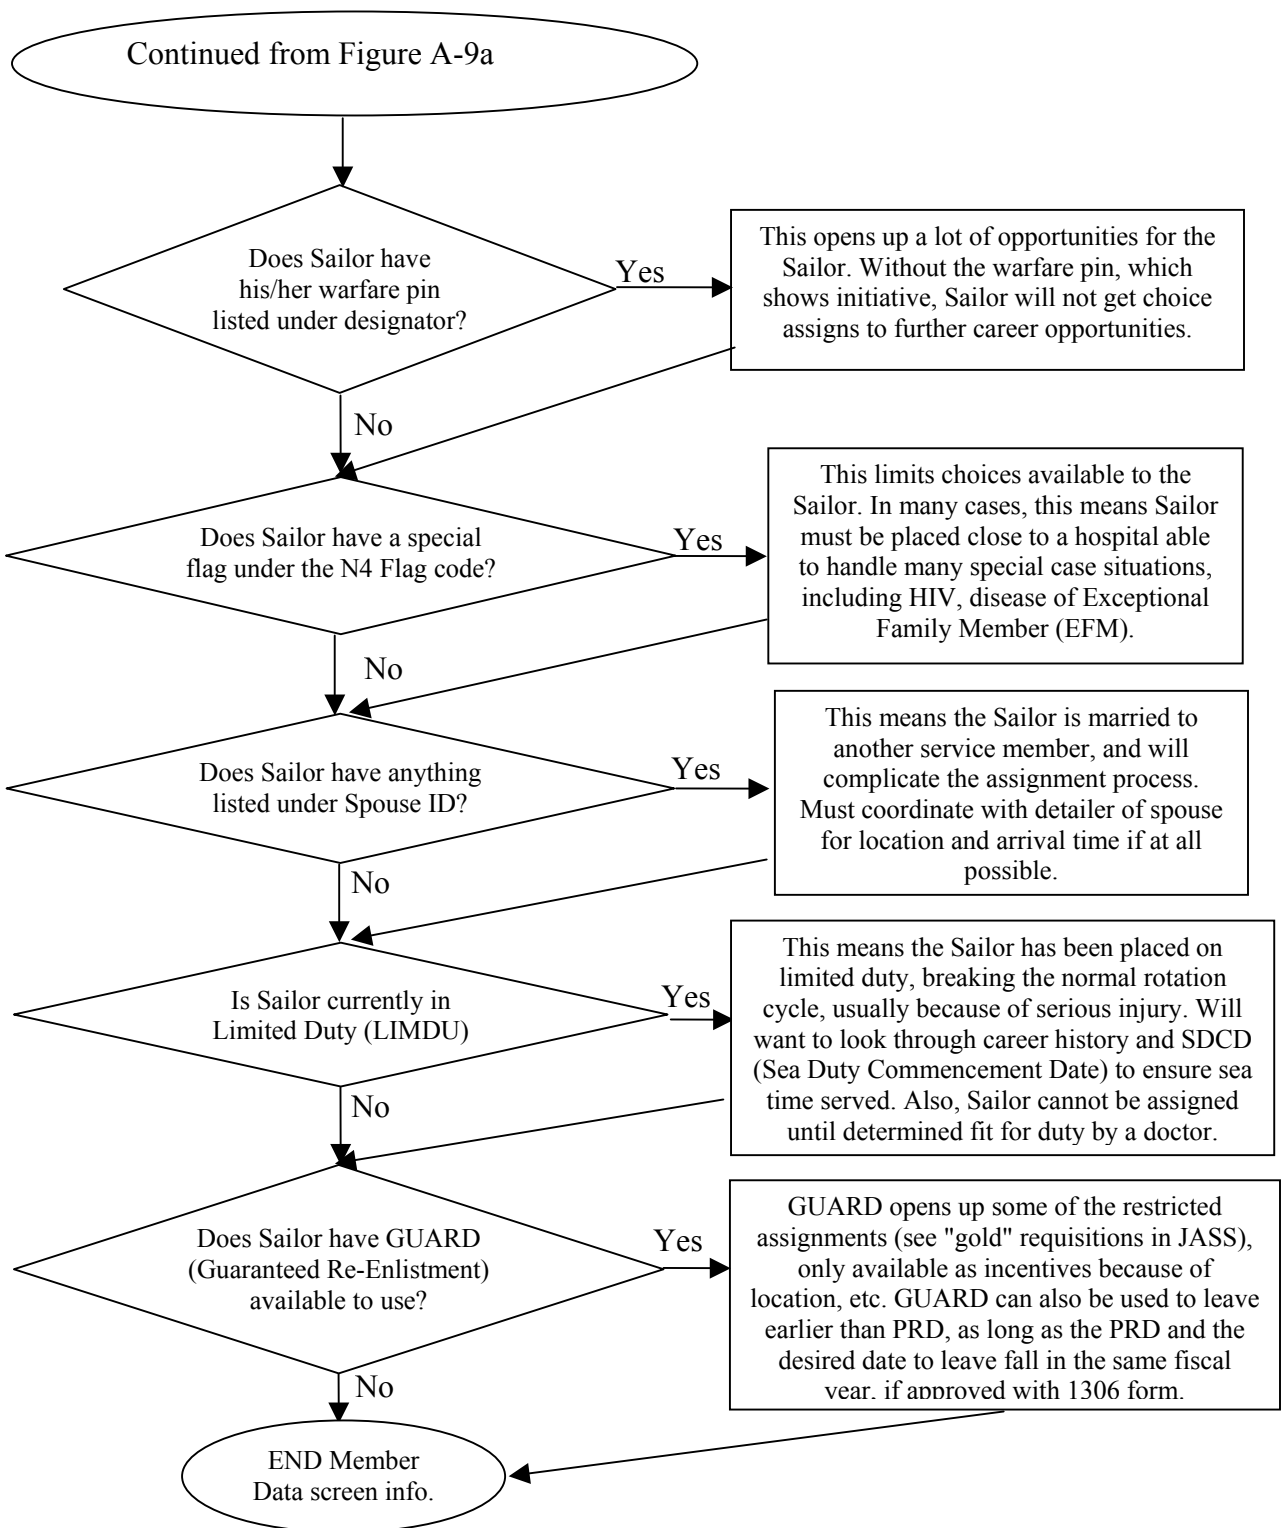 Continued from Figure A-9a
Does Sailor have
his/her warfare pin
listed under designator?
Yes
This opens up a lot of opportunities for the
Sailor. Without the warfare pin, which
shows initiative, Sailor will not get choice
assigns to further career opportunities.
No
Does Sailor have a special
flag under the N4 Flag code?
Yes
This limits choices available to the
Sailor. In many cases, this means Sailor
must be placed close to a hospital able
to handle many special case situations,
including HIV, disease of Exceptional
Family Member (EFM).
No
Does Sailor have anything
listed under Spouse ID?
Yes
This means the Sailor is married to
another service member, and will
complicate the assignment process.
Must coordinate with detailer of spouse
for location and arrival time if at all
possible.
No
Is Sailor currently in
Limited Duty (LIMDU)
Yes
This means the Sailor has been placed on
limited duty, breaking the normal rotation
cycle, usually because of serious injury. Will
want to look through career history and SDCD
(Sea Duty Commencement Date) to ensure sea
time served. Also, Sailor cannot be assigned
until determined fit for duty by a doctor.
No
Does Sailor have GUARD
(Guaranteed Re-Enlistment)
available to use?
Yes
GUARD opens up some of the restricted
assignments (see "gold" requisitions in JASS),
only available as incentives because of
location, etc. GUARD can also be used to leave
earlier than PRD, as long as the PRD and the
desired date to leave fall in the same fiscal
year, if approved with 1306 form.
No
END Member
Data screen info.